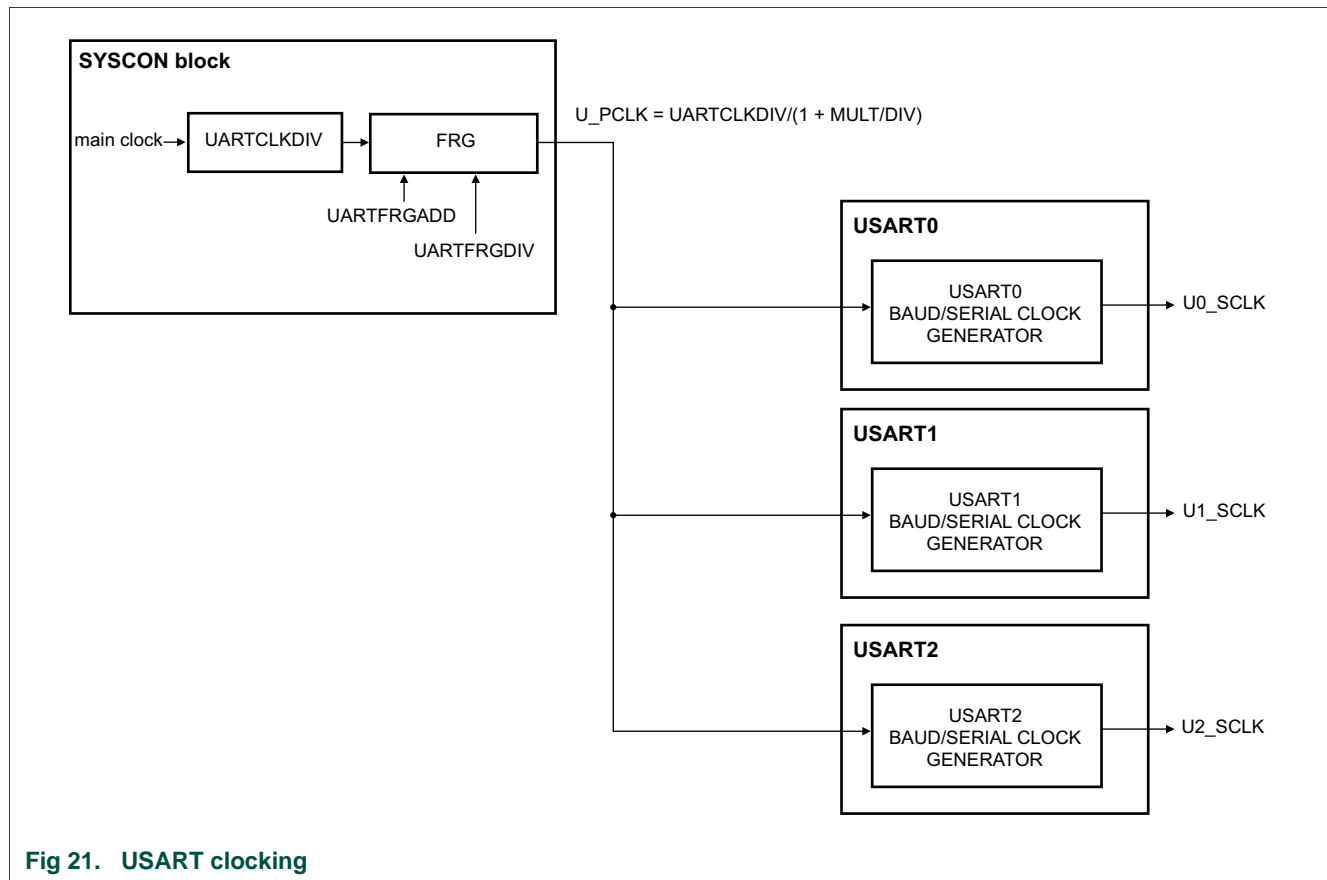 SYSCON block
main clock
UARTCLKDIV
FRG
UARTFRGADD
UARTFRGDIV
U_PCLK = UARTCLKDIV/(1 + MULT/DIV)
USART0
USART0
BAUD/SERIAL CLOCK
GENERATOR
U0_SCLK
USART1
USART1
BAUD/SERIAL CLOCK
GENERATOR
U1_SCLK
USART2
USART2
BAUD/SERIAL CLOCK
GENERATOR
U2_SCLK
Fig 21. USART clocking